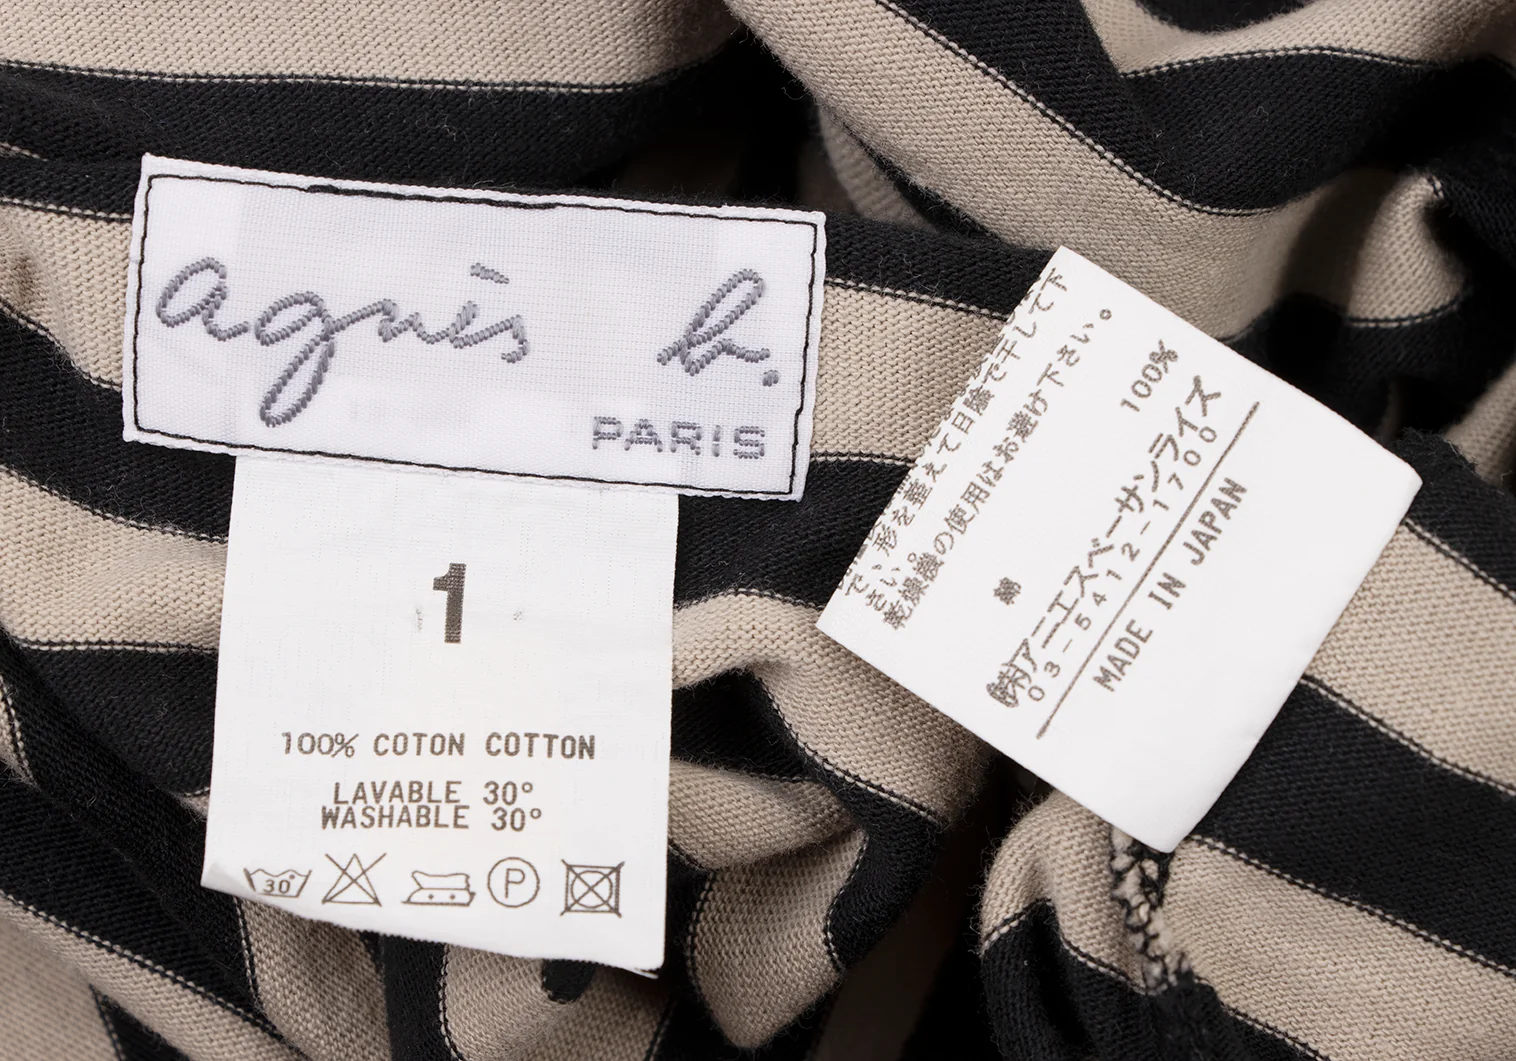 agnès b.
PARIS
1
100% COTON COTTON
LAVABLE 30°
WASHABLE 30°
30°
P
形を整えて日陰で干して下
さい。
乾燥機の使用はお避け下さい。
綿 100%
㈱アニエスベーサンライズ
03-5412-1700
MADE IN JAPAN